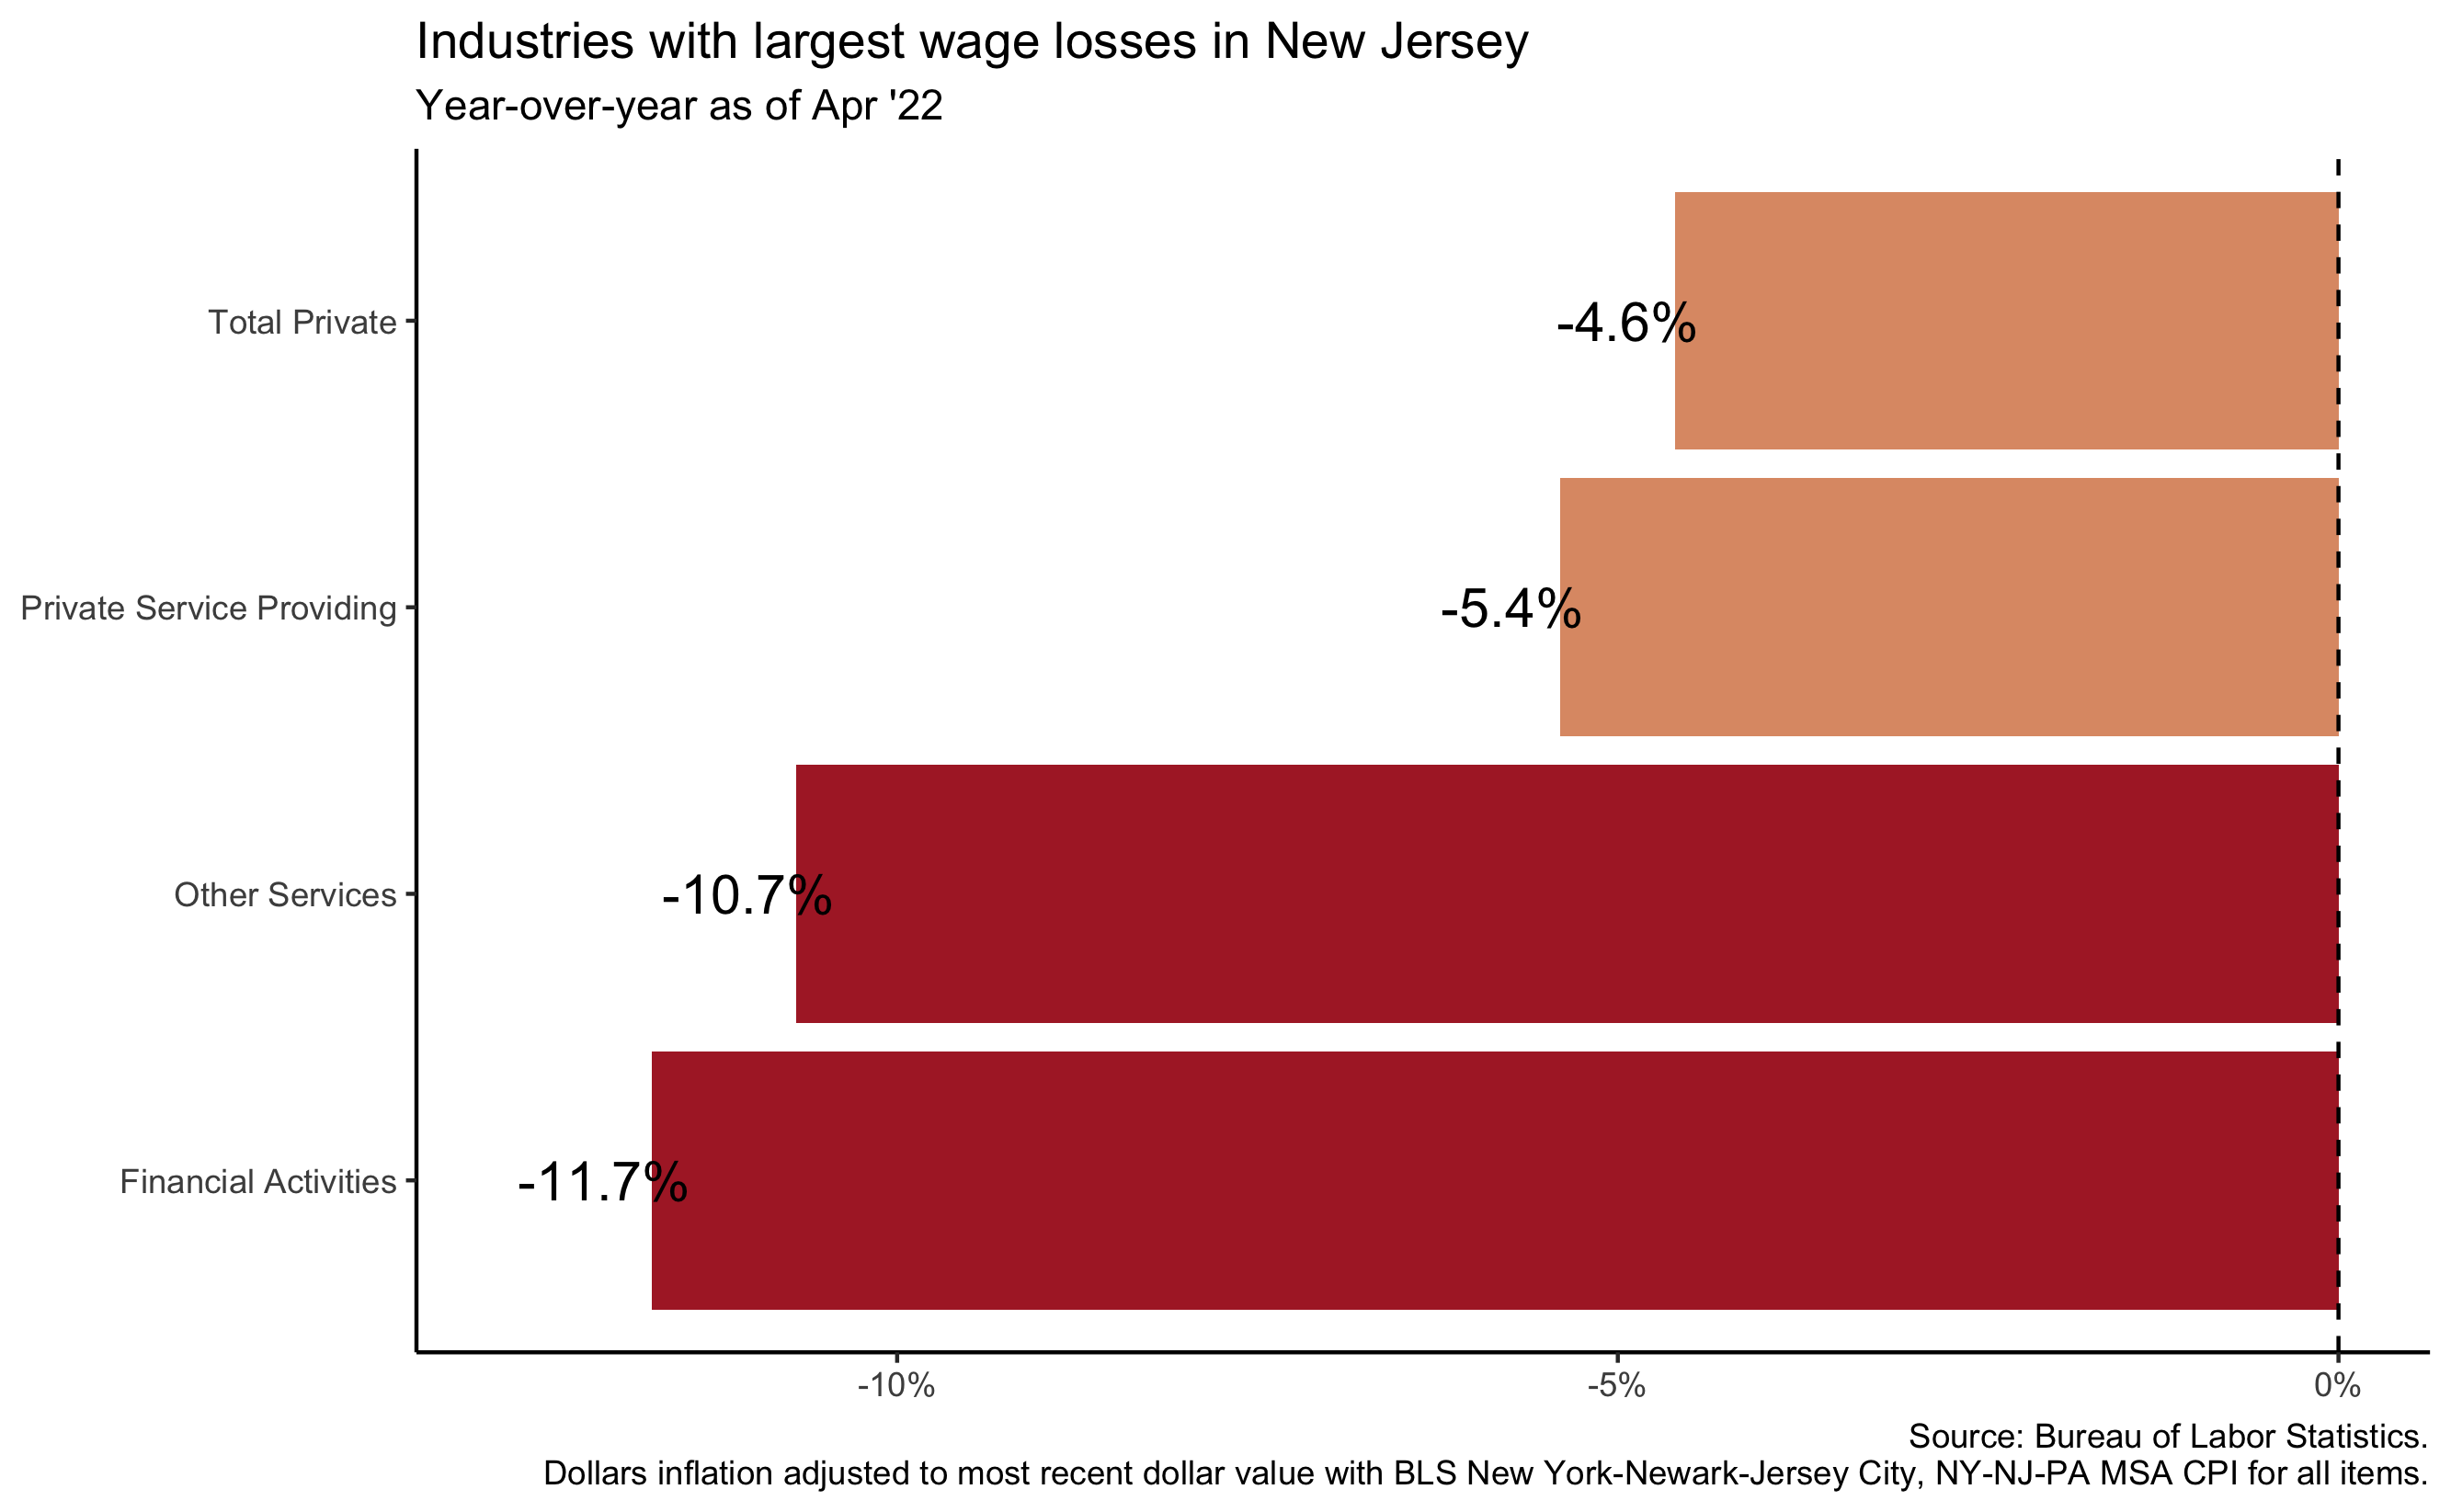 Industries with largest wage losses in New Jersey
Year-over-year as of Apr '22
Total Private
-4.6%
Private Service Providing
-5.4%
Other Services
-10.7%
Financial Activities
-11.7%
-10%
-5%
0%
Source: Bureau of Labor Statistics.
Dollars inflation adjusted to most recent dollar value with BLS New York-Newark-Jersey City, NY-NJ-PA MSA CPI for all items.